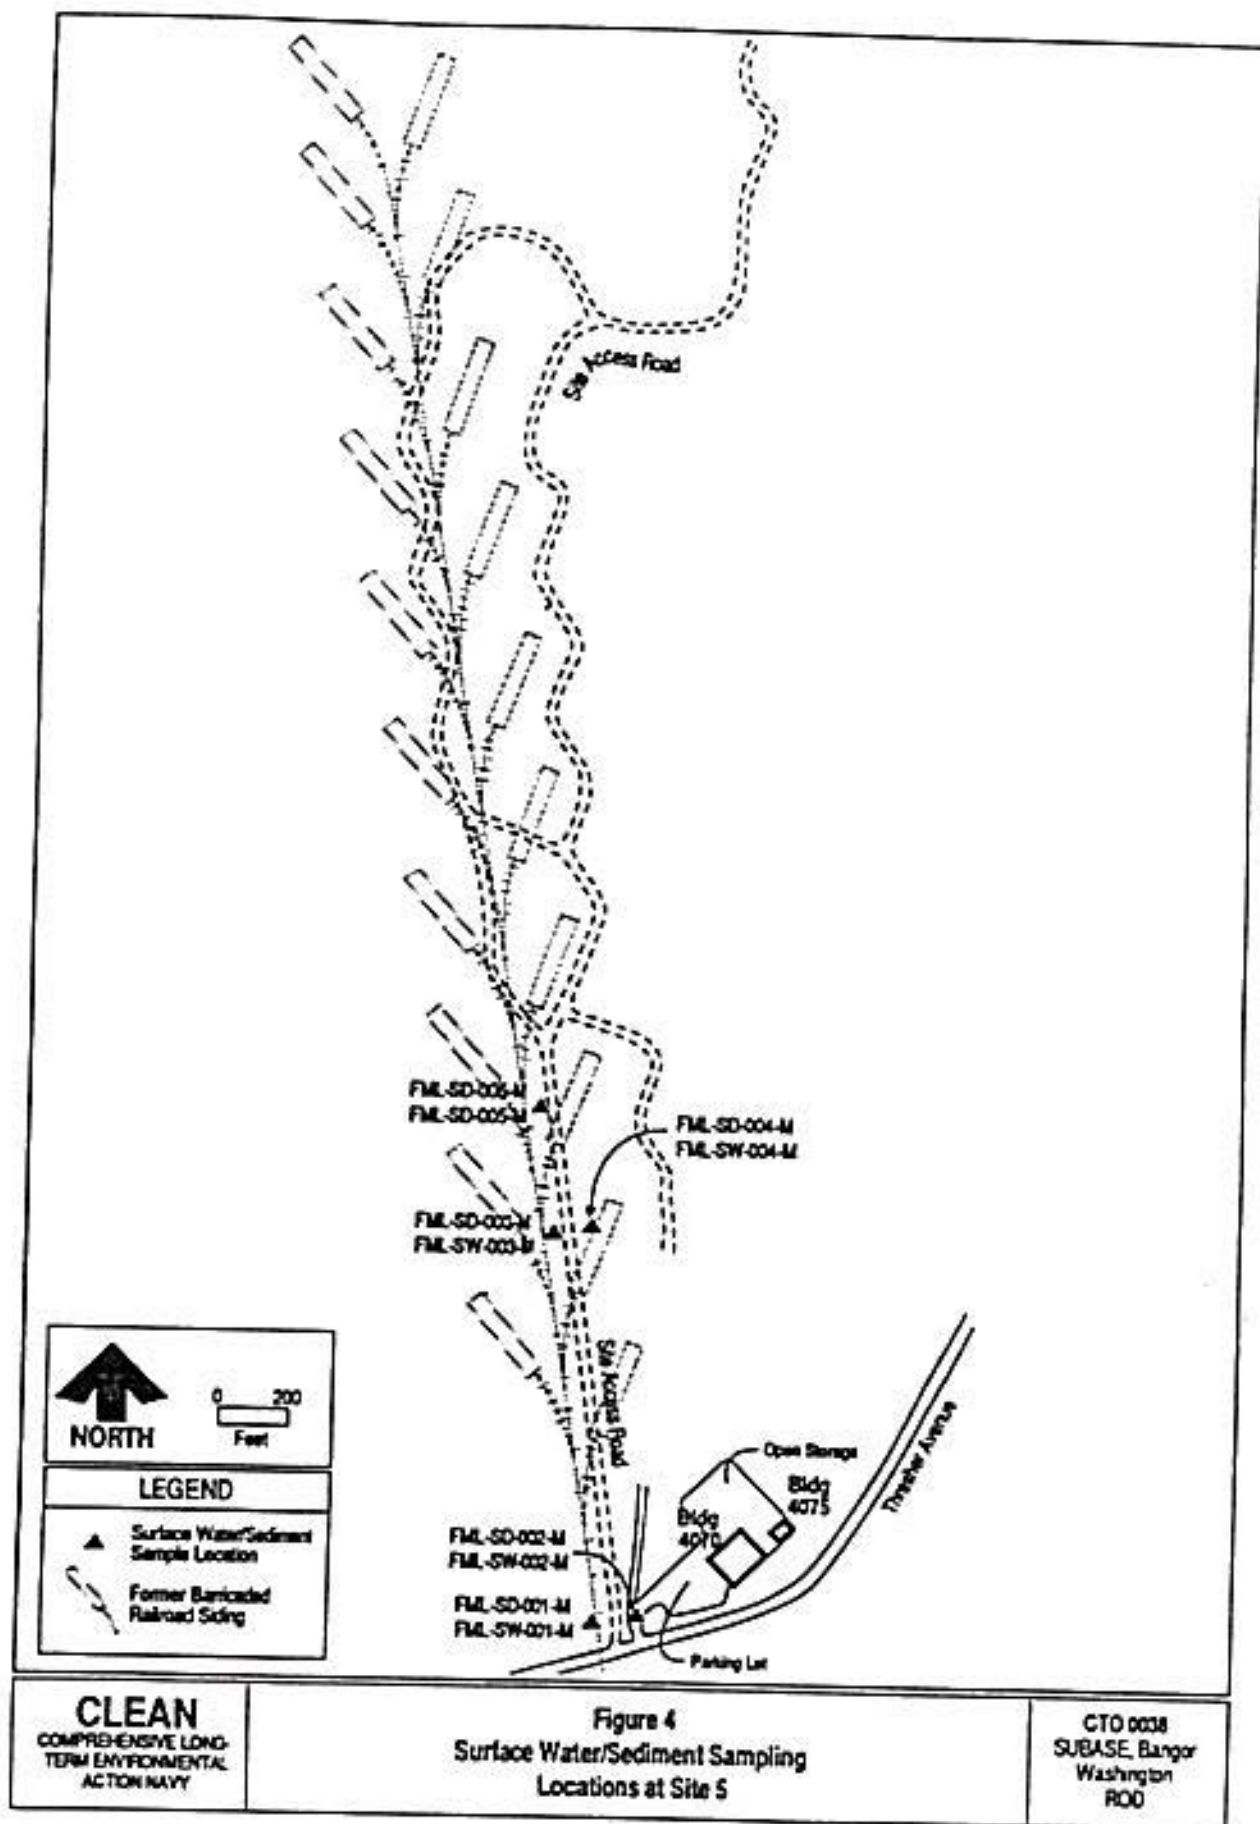 Site Access Road
FML-SD-006-M
FML-SD-005-M
FML-SD-004-M
FML-SW-004-M
FML-SD-003-M
FML-SW-003-M
Site Access Road
NORTH
0 200
Feet
LEGEND
Surface Water/Sediment
Sample Location
Former Barricaded
Railroad Siding
Open Storage
Bldg
4075
Bldg
4070
Thresher Avenue
FML-SD-002-M
FML-SW-002-M
FML-SD-001-M
FML-SW-001-M
Parking Lot
CLEAN
COMPREHENSIVE LONG-
TERM ENVIRONMENTAL
ACTION NAVY
Figure 4
Surface Water/Sediment Sampling
Locations at Site 5
CTO 0038
SUBASE, Bangor
Washington
ROD